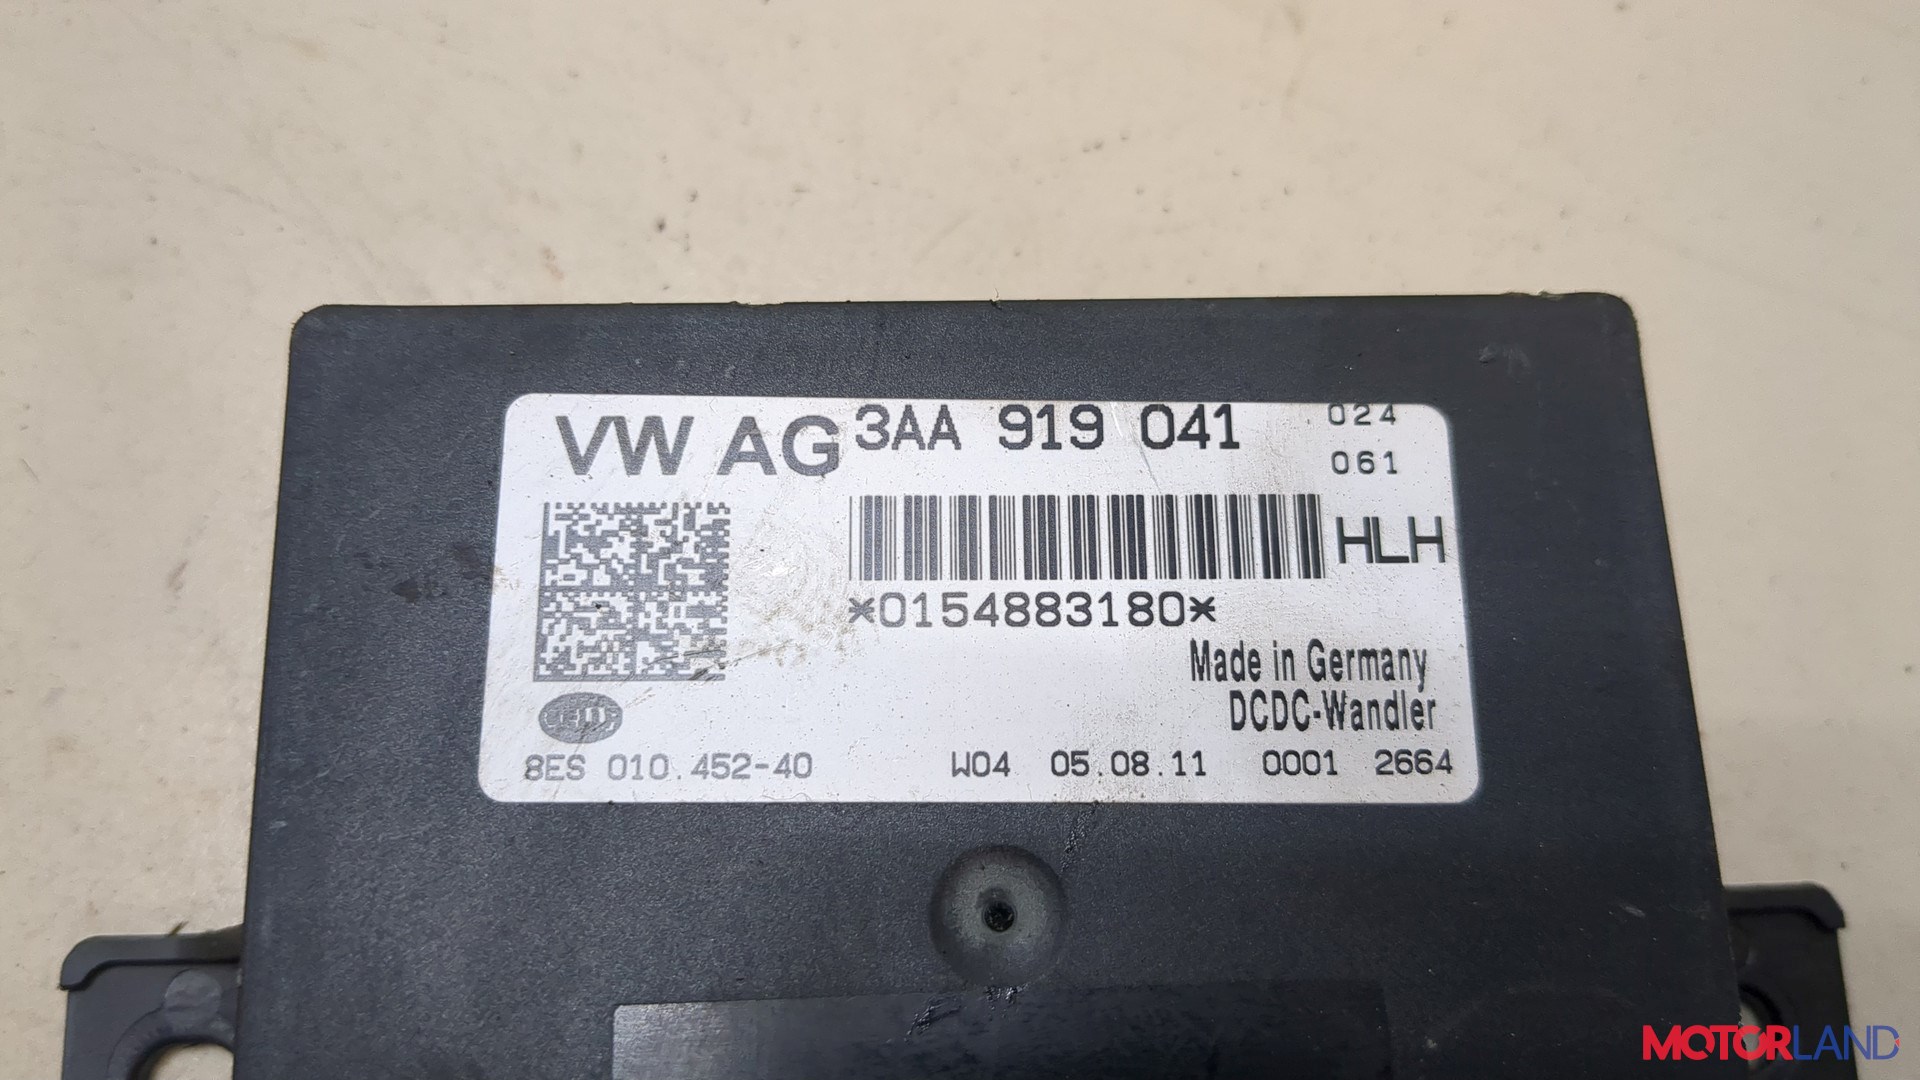 VW AG 3AA 919 041 024
061
HLH
*0154883180*
Made in Germany
DCDC-Wandler
HELLA
8ES 010.452-40 W04 05.08.11 0001 2664
MOTORLAND